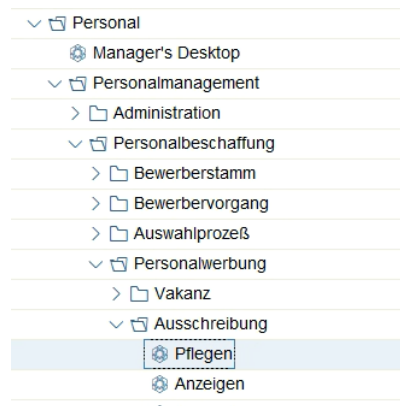 Personal
Manager's Desktop
Personalmanagement
Administration
Personalbeschaffung
Bewerberstamm
Bewerbervorgang
Auswahlprozeß
Personalwerbung
Vakanz
Ausschreibung
Pflegen
Anzeigen